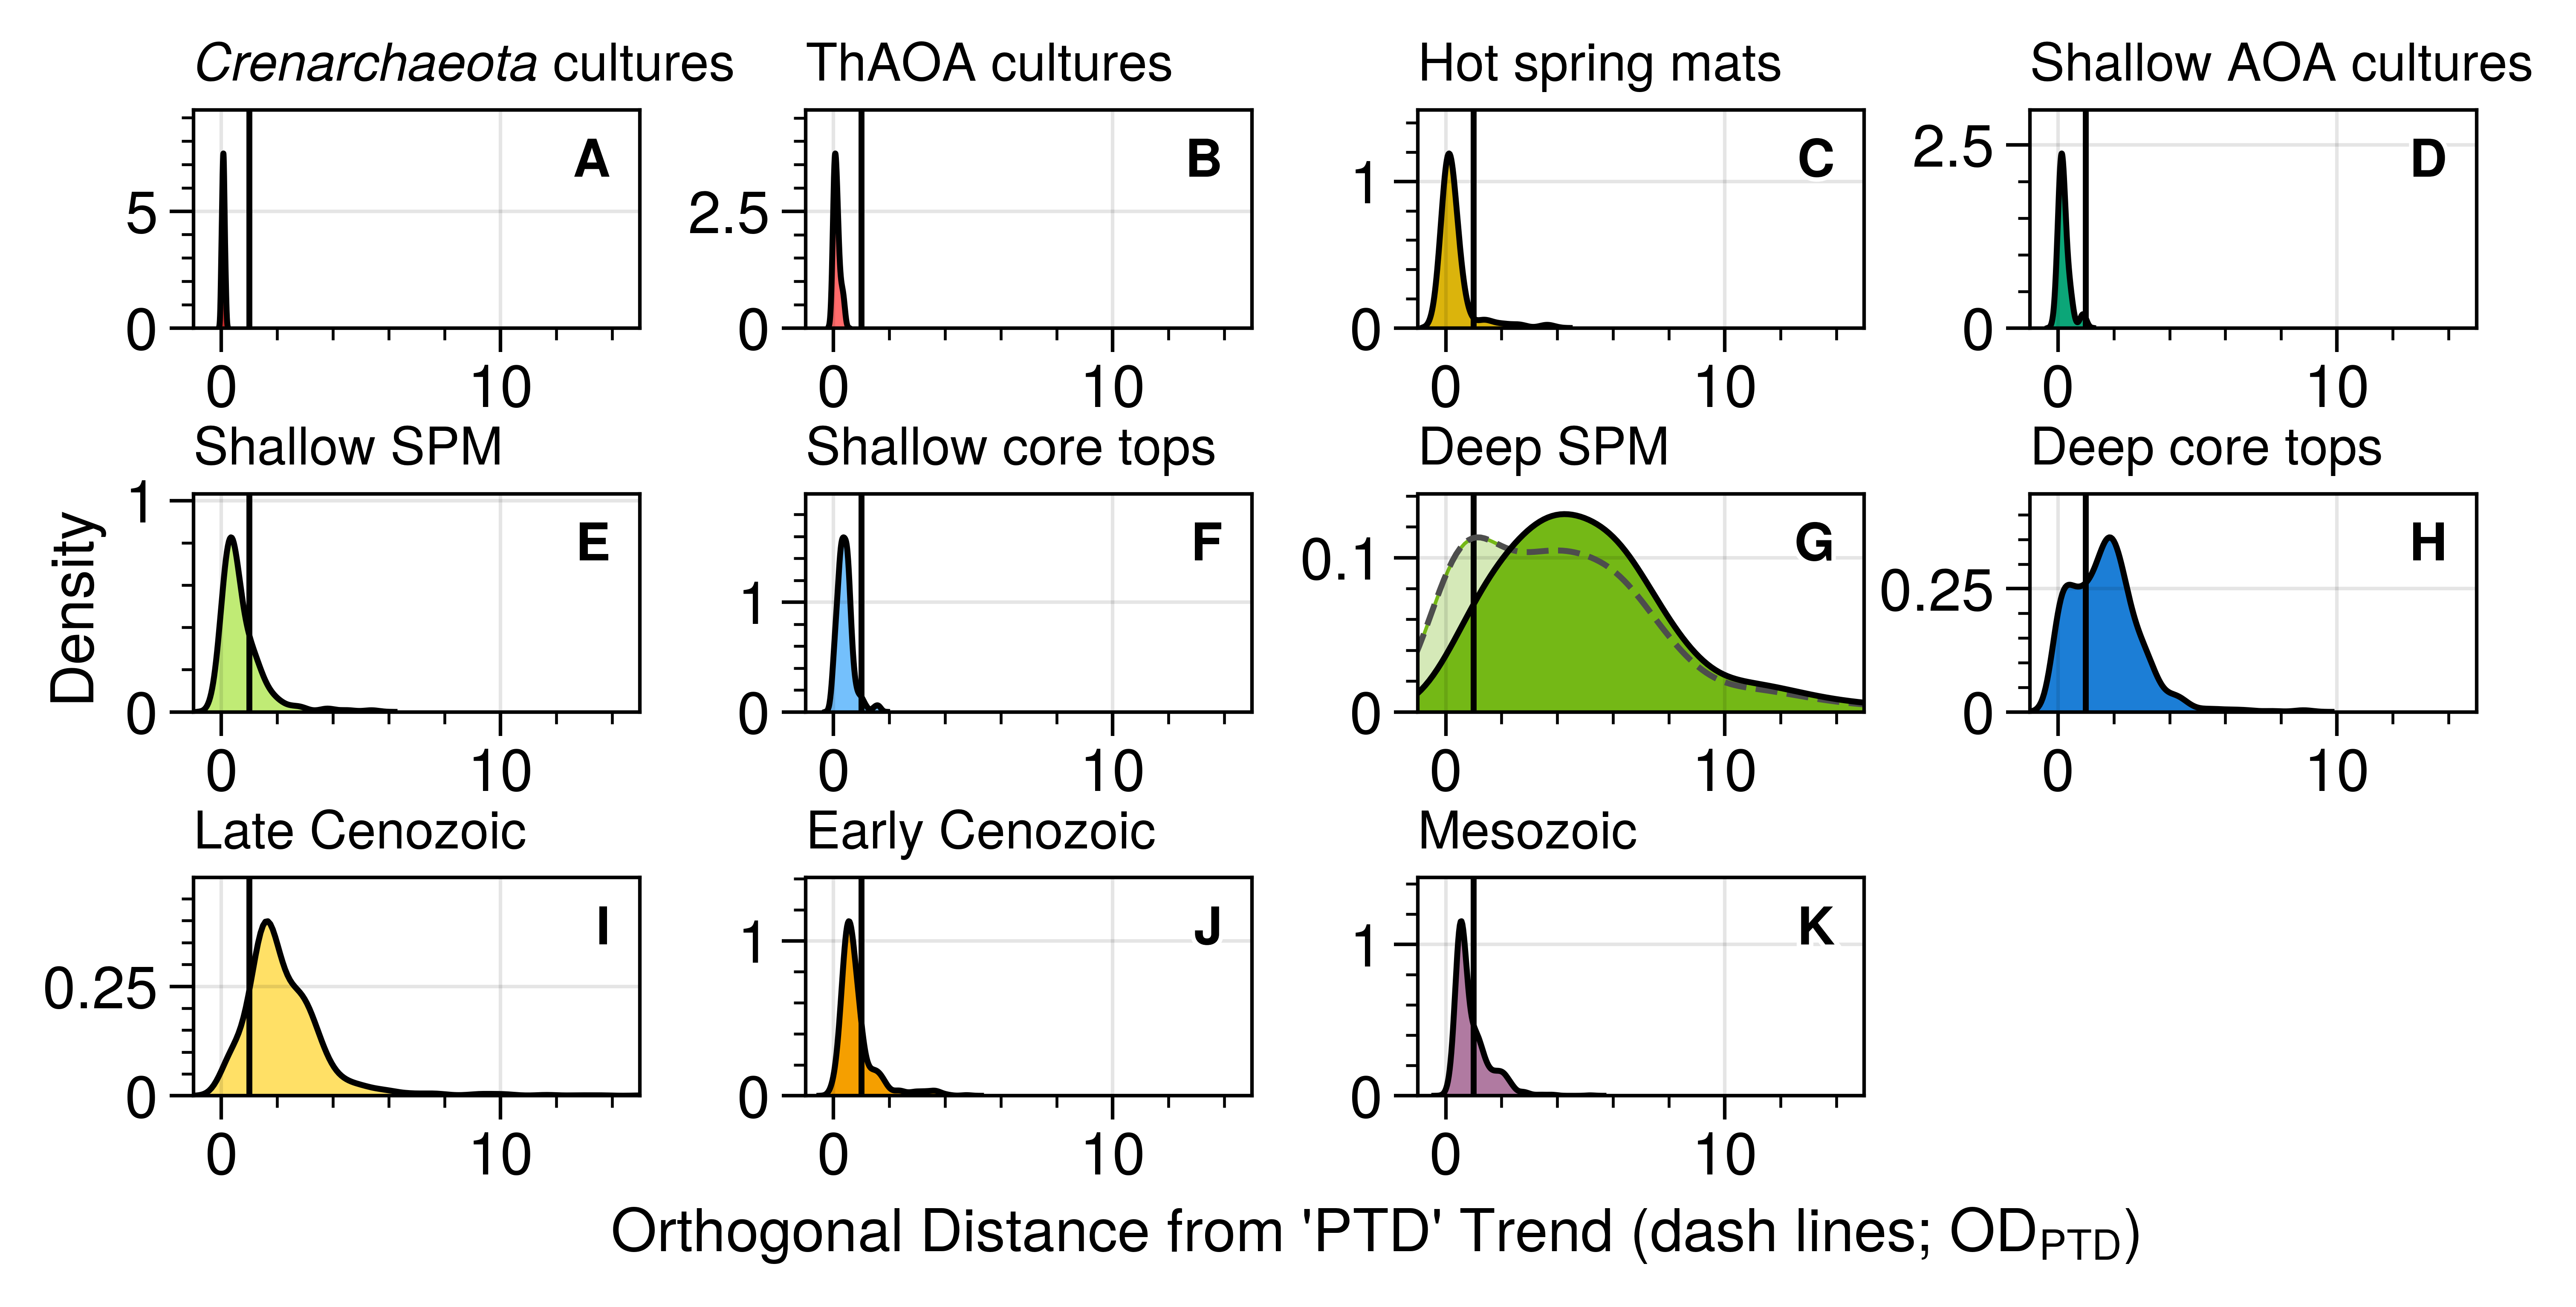 Crenarchaeota cultures
ThAOA cultures
Hot spring mats
Shallow AOA cultures
A
B
C
D
5
0
2.5
0
1
0
2.5
0
0 10
0 10
0 10
0 10
Shallow SPM
Shallow core tops
Deep SPM
Deep core tops
E
F
G
H
Density
1
0
1
0
0.1
0
0.25
0
0 10
0 10
0 10
0 10
Late Cenozoic
Early Cenozoic
Mesozoic
I
J
K
0.25
0
1
0
1
0
0 10
0 10
0 10
Orthogonal Distance from 'PTD' Trend (dash lines; OD_PTD)